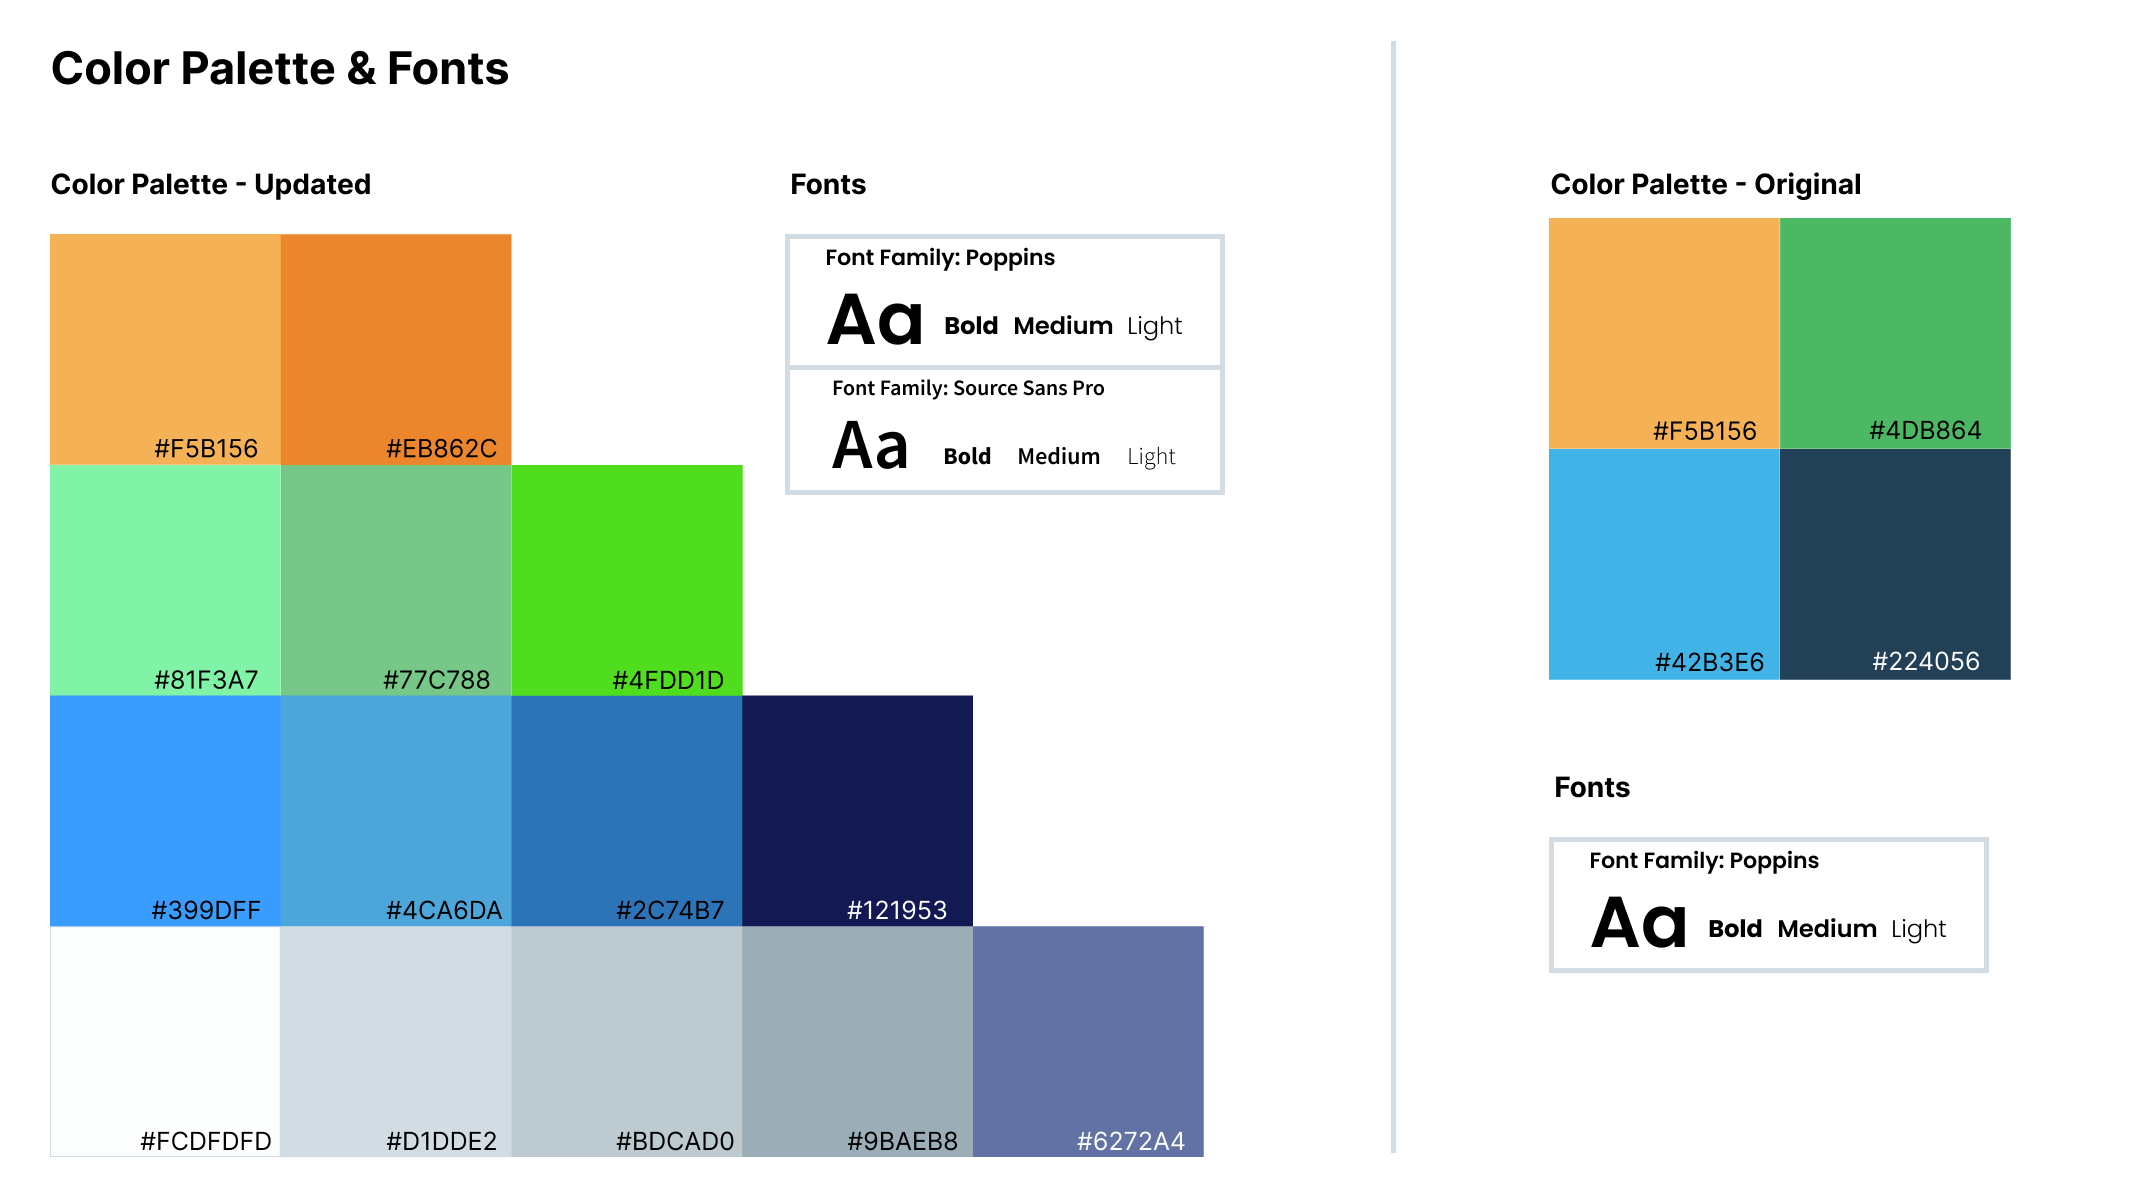 Color Palette & Fonts
Color Palette - Updated
#F5B156
#EB862C
#81F3A7
#77C788
#4FDD1D
#399DFF
#4CA6DA
#2C74B7
#121953
#FCDFDFD
#D1DDE2
#BDCAD0
#9BAEB8
#6272A4
Fonts
Font Family: Poppins
Aa Bold Medium Light
Font Family: Source Sans Pro
Aa Bold Medium Light
Color Palette - Original
#F5B156
#4DB864
#42B3E6
#224056
Fonts
Font Family: Poppins
Aa Bold Medium Light